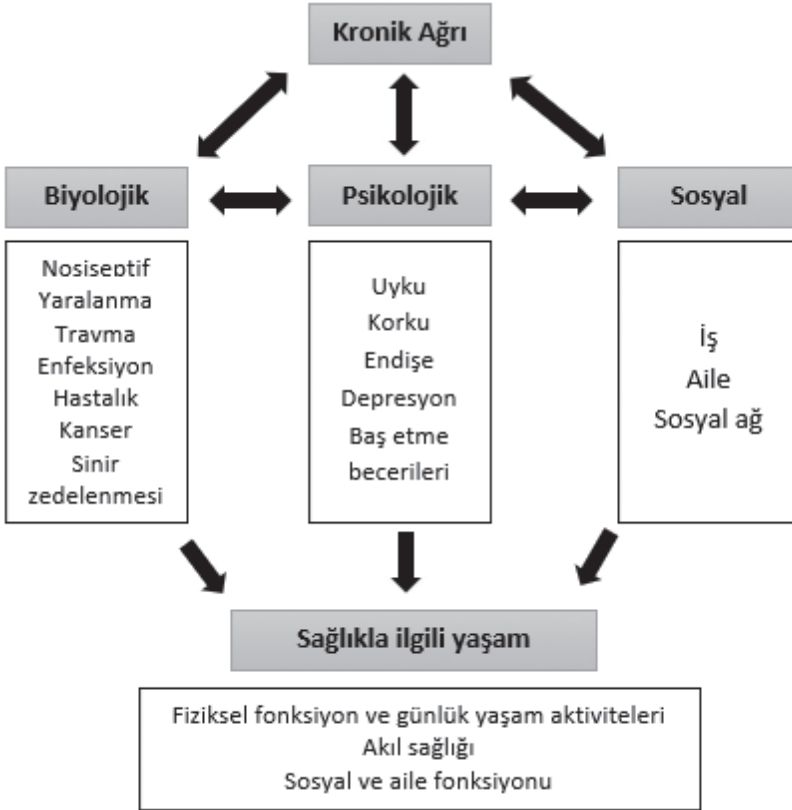 Kronik Ağrı
Biyolojik
Nosiseptif
Yaralanma
Travma
Enfeksiyon
Hastalık
Kanser
Sinir
zedelenmesi
Psikolojik
Uyku
Korku
Endişe
Depresyon
Baş etme
becerileri
Sosyal
İş
Aile
Sosyal ağ
Sağlıkla ilgili yaşam
Fiziksel fonksiyon ve günlük yaşam aktiviteleri
Akıl sağlığı
Sosyal ve aile fonksiyonu